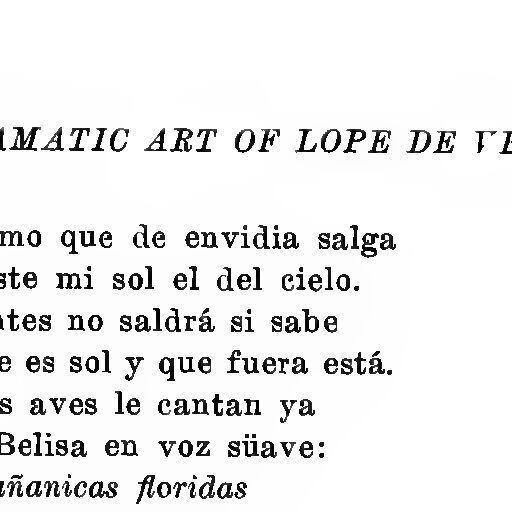 AMATIC ART OF LOPE DE VE
mo que de envidia salga
ste mi sol el del cielo.
ntes no saldrá si sabe
e es sol y que fuera está.
s aves le cantan ya
Belisa en voz süave:
añanicas floridas